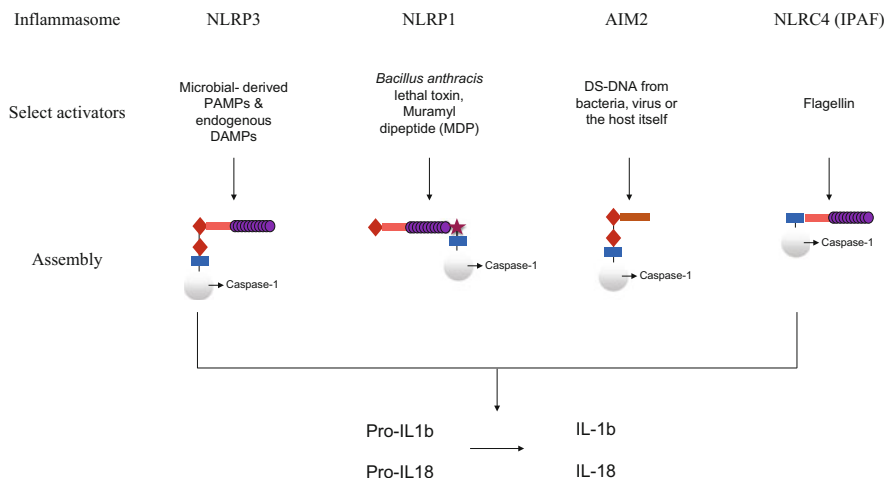 Inflammasome NLRP3 NLRP1 AIM2 NLRC4 (IPAF)
Select activators
Microbial- derived
PAMPs &
endogenous
DAMPs
Bacillus anthracis
lethal toxin,
Muramyl
dipeptide (MDP)
DS-DNA from
bacteria, virus or
the host itself
Flagellin
Assembly
Caspase-1
Caspase-1
Caspase-1
Caspase-1
Pro-IL1b IL-1b
Pro-IL18 IL-18